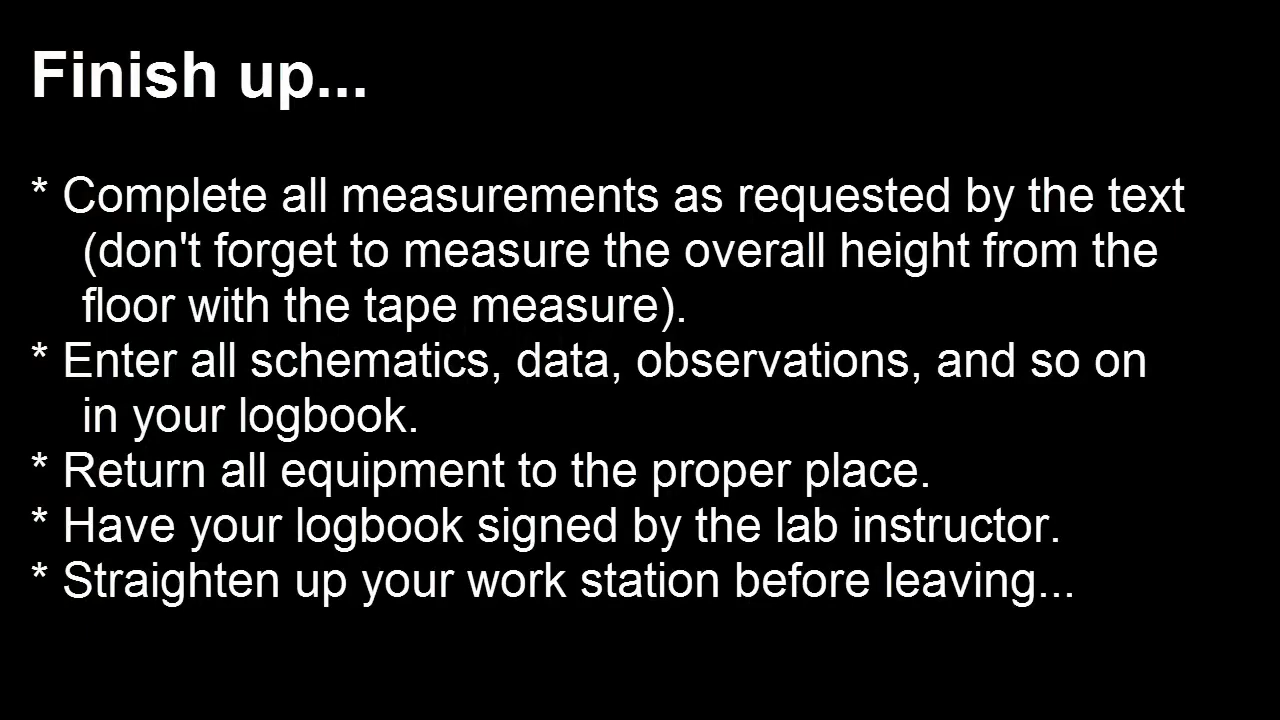 Finish up...
* Complete all measurements as requested by the text
(don't forget to measure the overall height from the
floor with the tape measure).
* Enter all schematics, data, observations, and so on
in your logbook.
* Return all equipment to the proper place.
* Have your logbook signed by the lab instructor.
* Straighten up your work station before leaving...